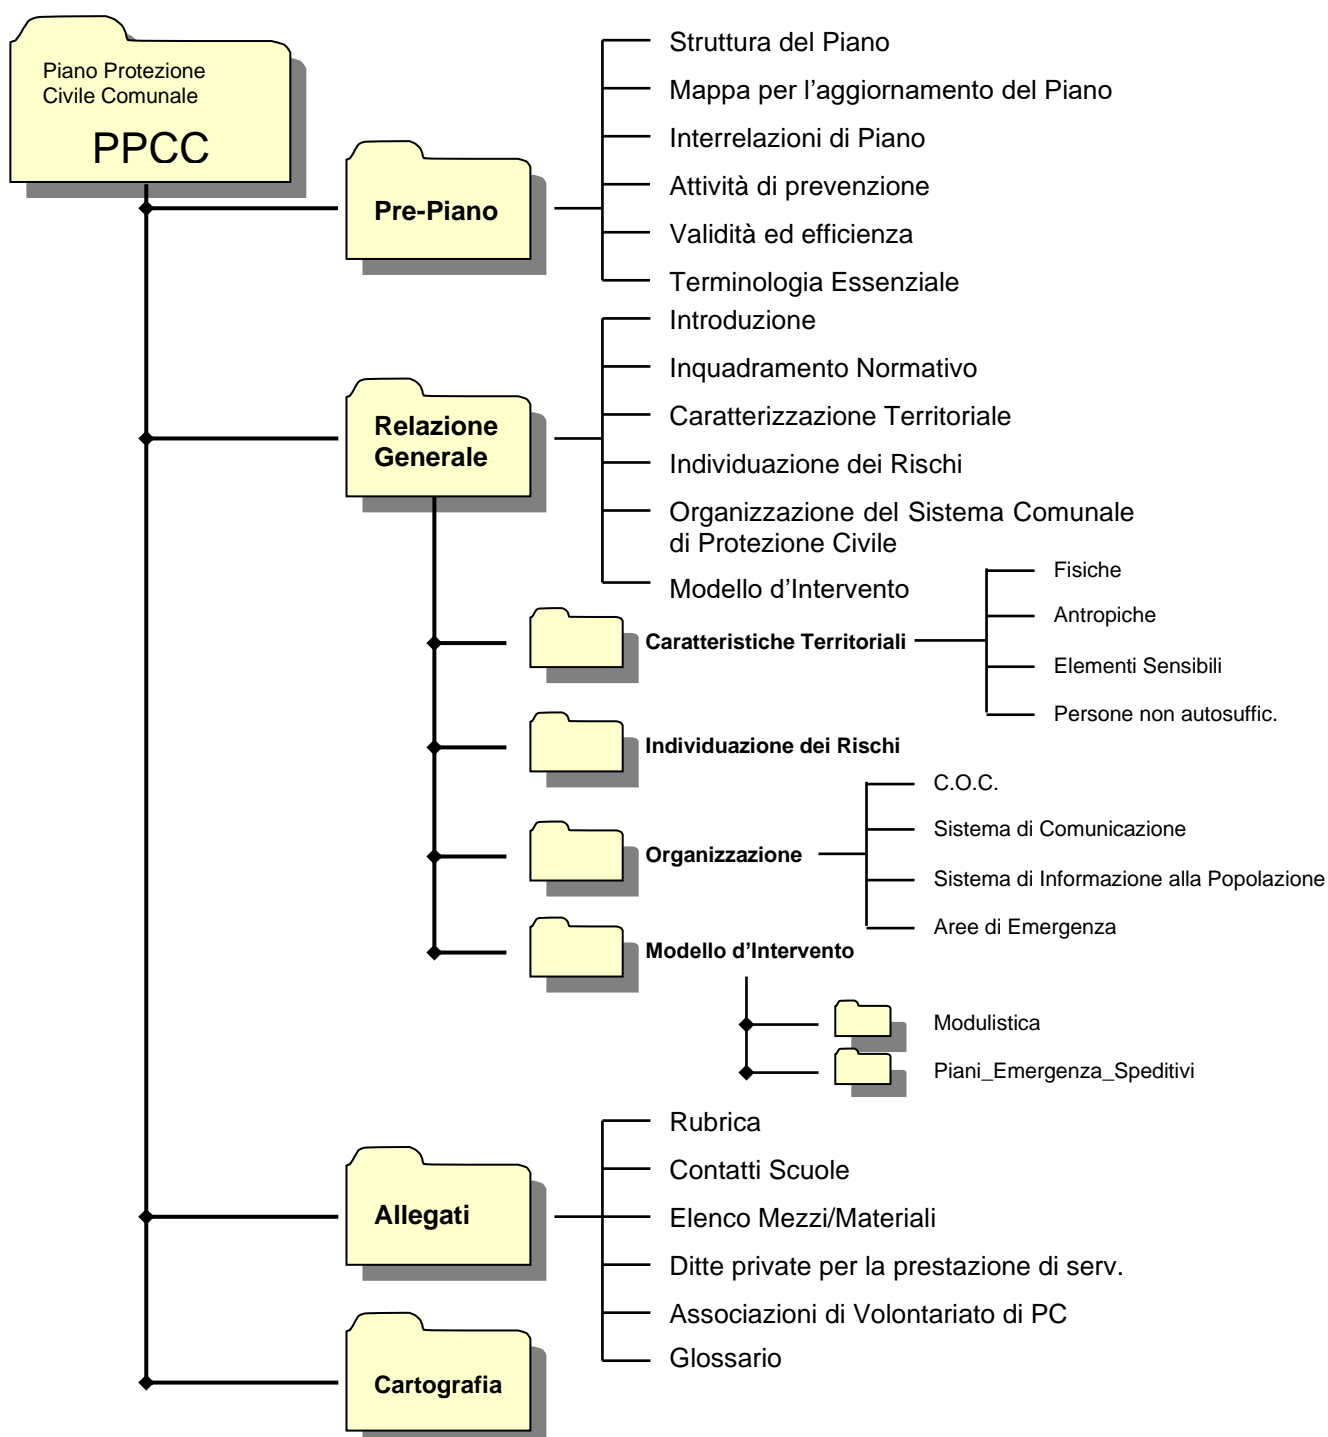 Piano Protezione
Civile Comunale
PPCC
Pre-Piano
Struttura del Piano
Mappa per l’aggiornamento del Piano
Interrelazioni di Piano
Attività di prevenzione
Validità ed efficienza
Terminologia Essenziale
Relazione
Generale
Introduzione
Inquadramento Normativo
Caratterizzazione Territoriale
Individuazione dei Rischi
Organizzazione del Sistema Comunale
di Protezione Civile
Modello d’Intervento
Caratteristiche Territoriali
Fisiche
Antropiche
Elementi Sensibili
Persone non autosuffic.
Individuazione dei Rischi
Organizzazione
C.O.C.
Sistema di Comunicazione
Sistema di Informazione alla Popolazione
Aree di Emergenza
Modello d’Intervento
Modulistica
Piani_Emergenza_Speditivi
Allegati
Rubrica
Contatti Scuole
Elenco Mezzi/Materiali
Ditte private per la prestazione di serv.
Associazioni di Volontariato di PC
Glossario
Cartografia